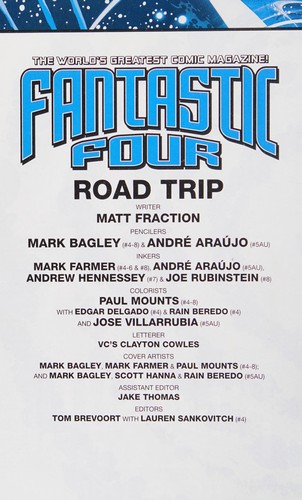 THE WORLD'S GREATEST COMIC MAGAZINE!
FANTASTIC
FOUR
ROAD TRIP
WRITER
MATT FRACTION
PENCILERS
MARK BAGLEY (#4-8) & ANDRÉ ARAÚJO (#5AU)
INKERS
MARK FARMER (#4-6 & #8), ANDRÉ ARAÚJO (#5AU),
ANDREW HENNESSEY (#7) & JOE RUBINSTEIN (#8)
COLORISTS
PAUL MOUNTS (#4-8)
WITH EDGAR DELGADO (#4) & RAIN BEREDO (#4)
AND JOSE VILLARRUBIA (#5AU)
LETTERER
VC'S CLAYTON COWLES
COVER ARTISTS
MARK BAGLEY, MARK FARMER & PAUL MOUNTS (#4-8);
AND MARK BAGLEY, SCOTT HANNA & RAIN BEREDO (#5AU)
ASSISTANT EDITOR
JAKE THOMAS
EDITORS
TOM BREVOORT WITH LAUREN SANKOVITCH (#4)